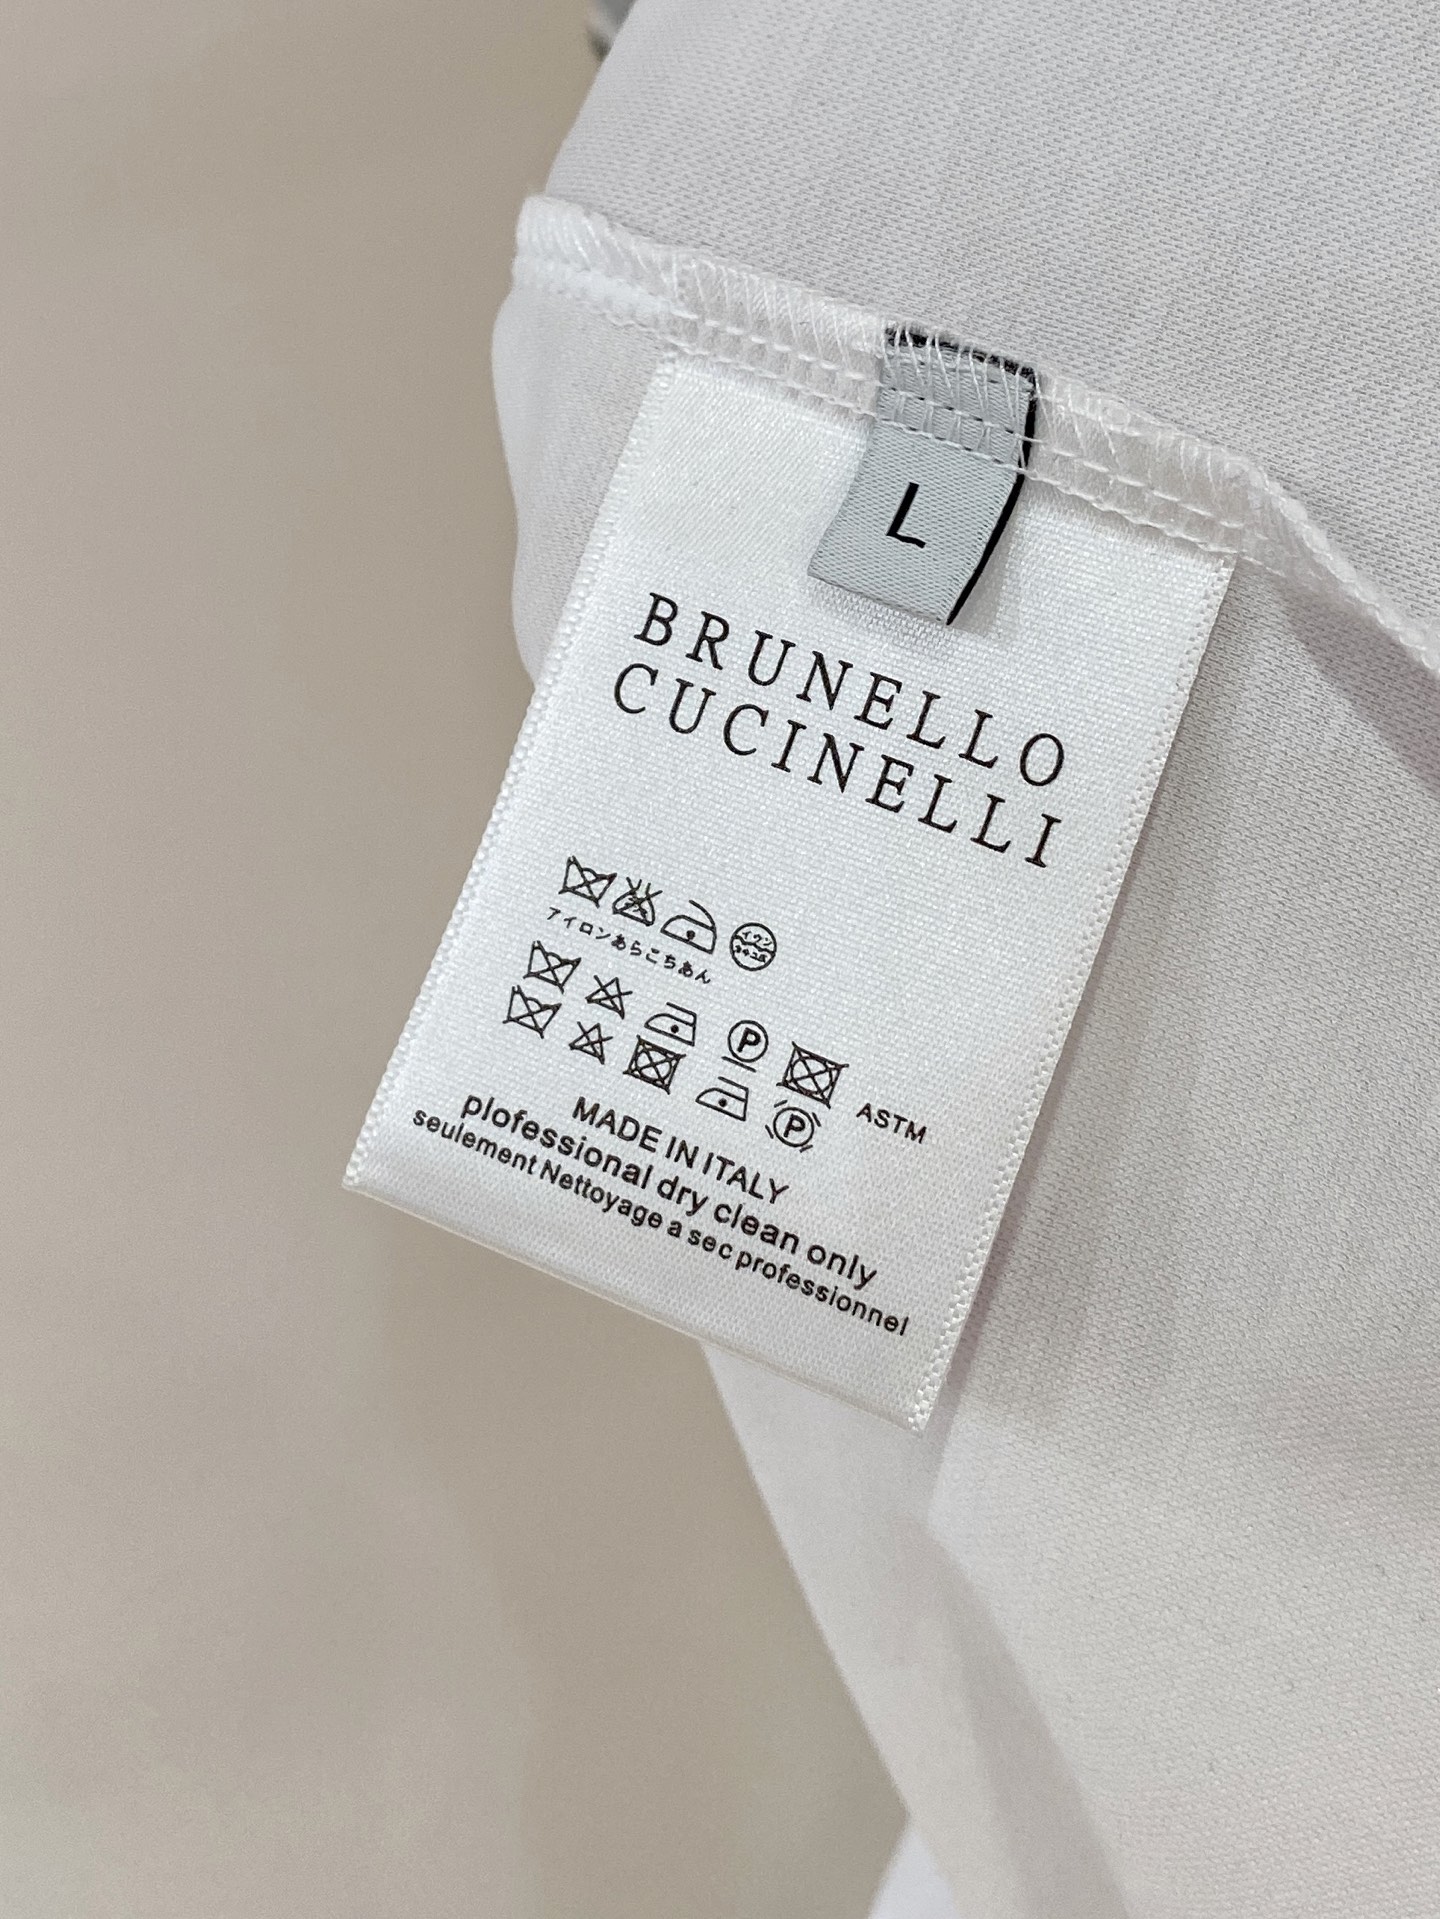 L
BRUNELLO
CUCINELLI
アイロンあらこちあん
P
ASTM
P
MADE IN ITALY
plofessional dry clean only
seulement Nettoyage a sec professionnel